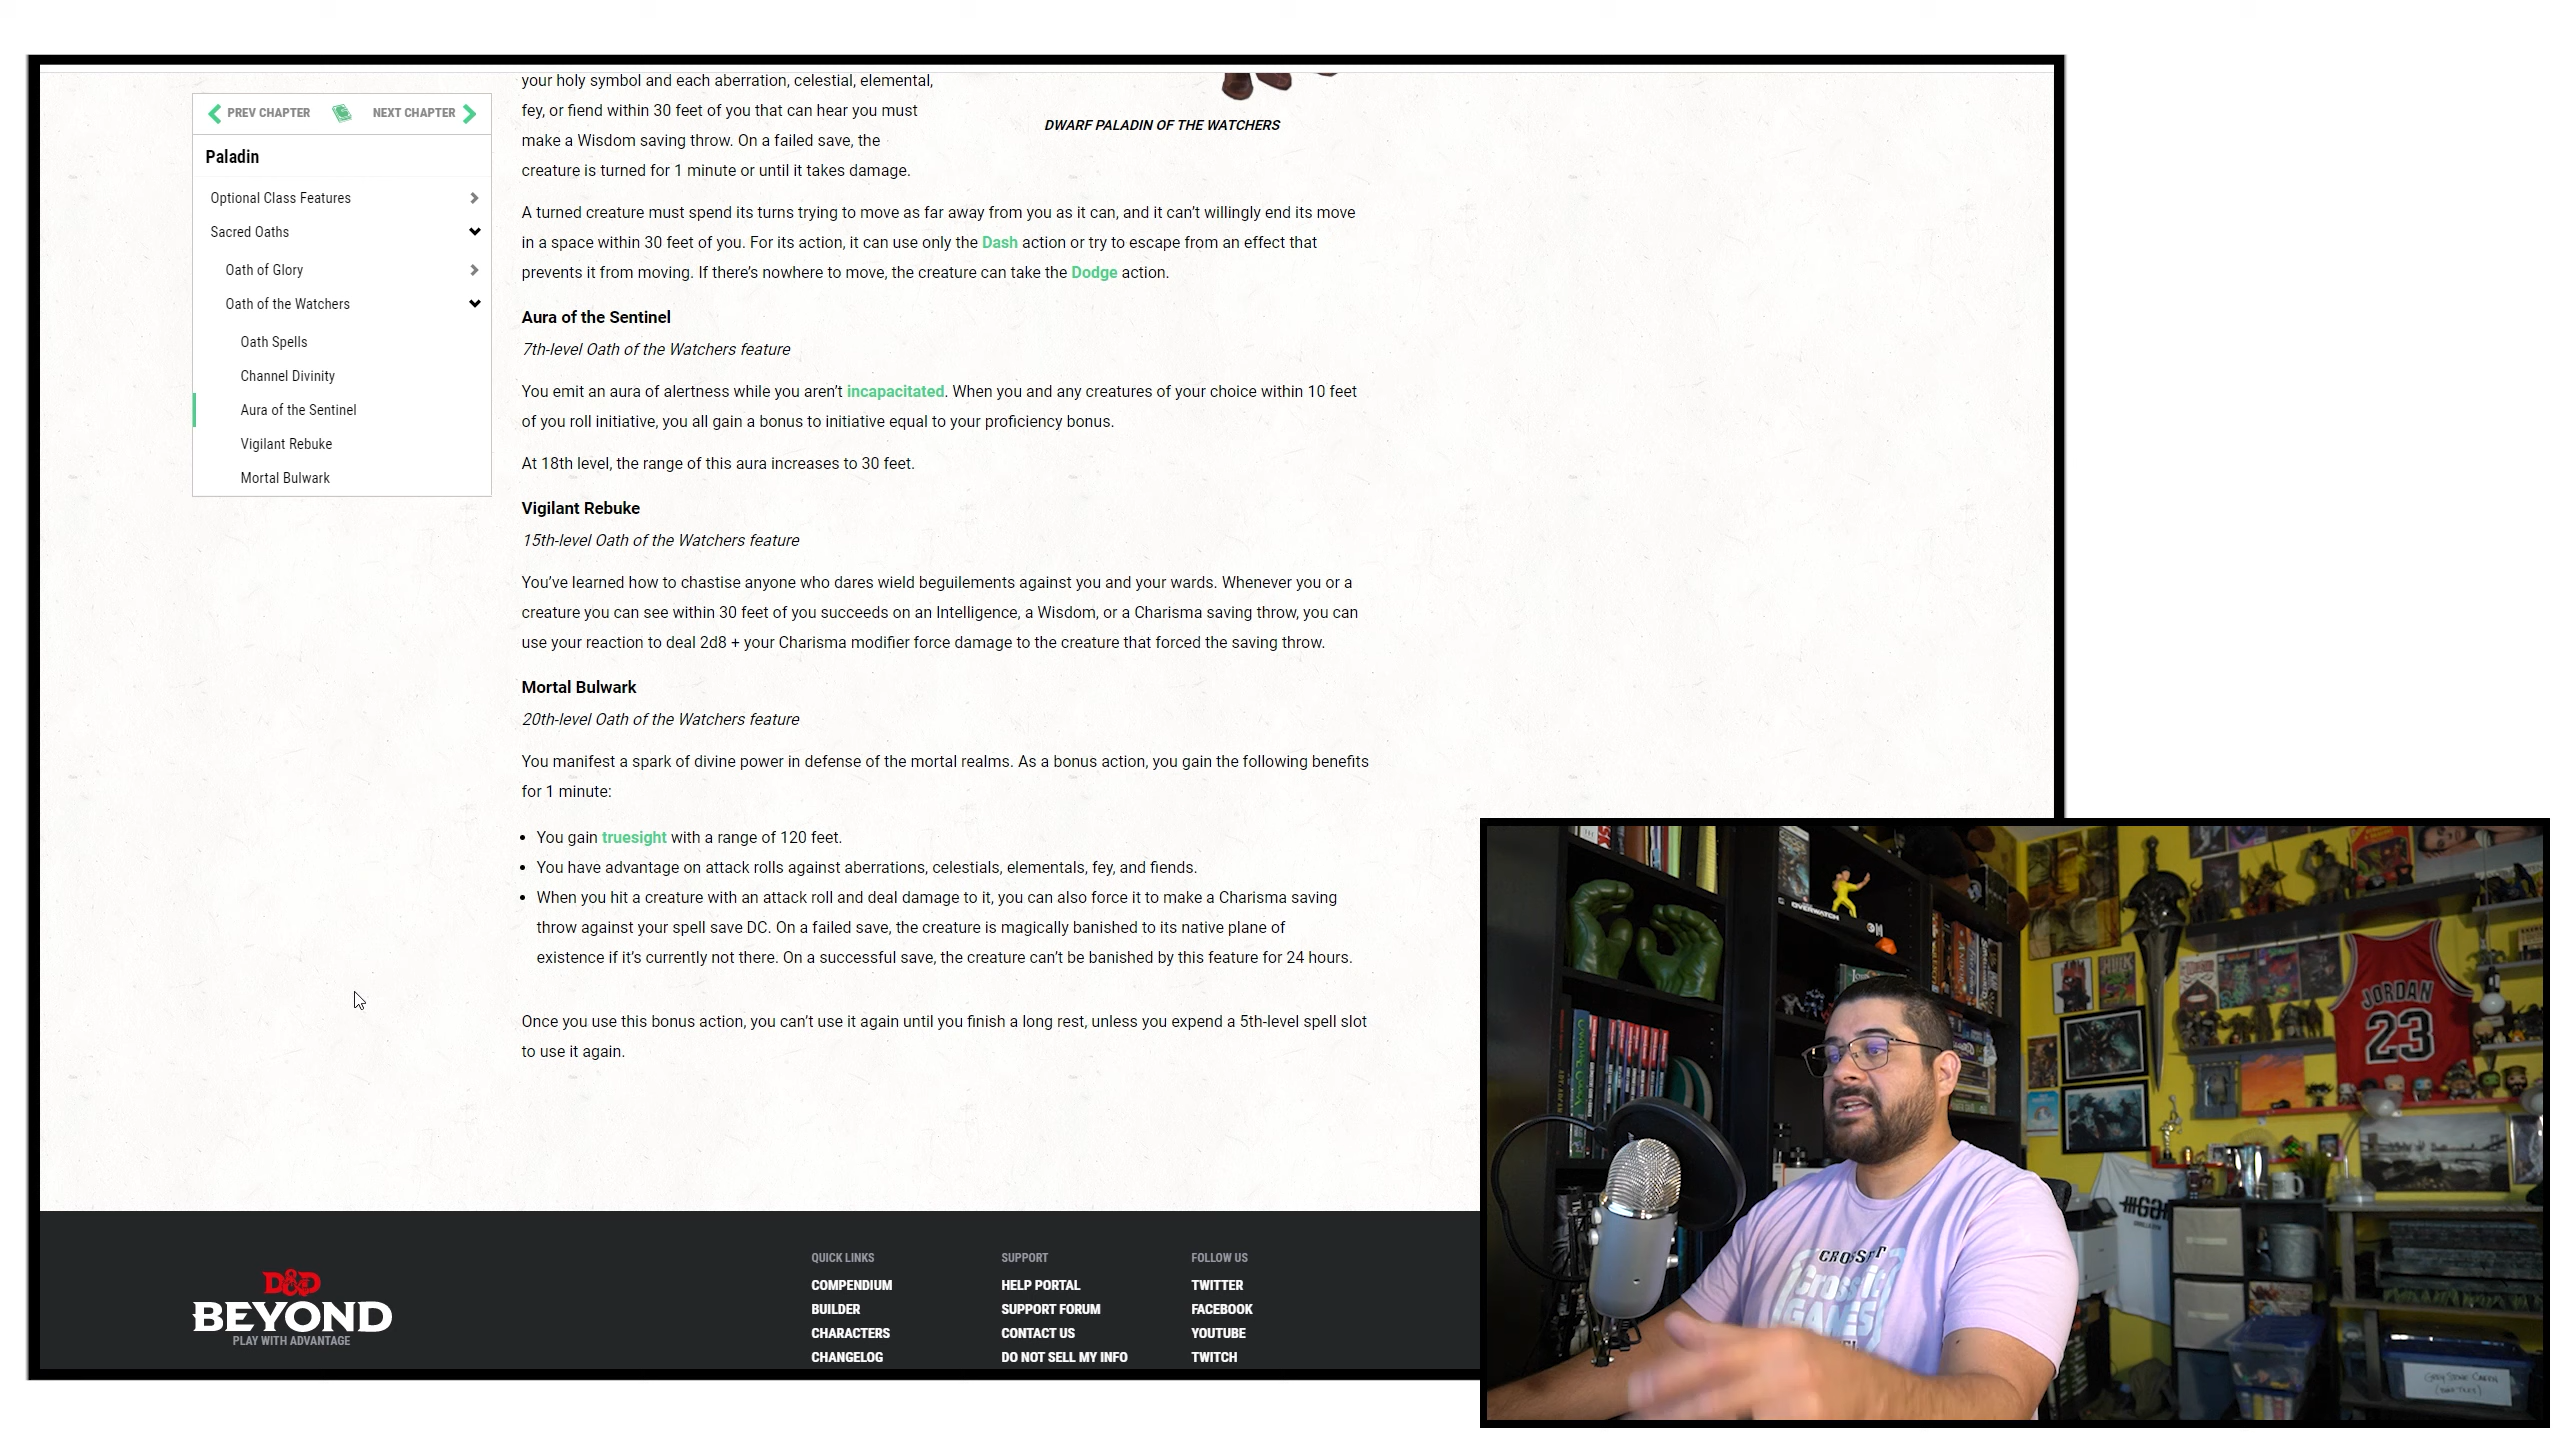 PREV CHAPTER
NEXT CHAPTER
Paladin
Optional Class Features
Sacred Oaths
Oath of Glory
Oath of the Watchers
Oath Spells
Channel Divinity
Aura of the Sentinel
Vigilant Rebuke
Mortal Bulwark
your holy symbol and each aberration, celestial, elemental,
fey, or fiend within 30 feet of you that can hear you must
make a Wisdom saving throw. On a failed save, the
creature is turned for 1 minute or until it takes damage.
DWARF PALADIN OF THE WATCHERS
A turned creature must spend its turns trying to move as far away from you as it can, and it can’t willingly end its move
in a space within 30 feet of you. For its action, it can use only the Dash action or try to escape from an effect that
prevents it from moving. If there’s nowhere to move, the creature can take the Dodge action.
Aura of the Sentinel
7th-level Oath of the Watchers feature
You emit an aura of alertness while you aren’t incapacitated. When you and any creatures of your choice within 10 feet
of you roll initiative, you all gain a bonus to initiative equal to your proficiency bonus.
At 18th level, the range of this aura increases to 30 feet.
Vigilant Rebuke
15th-level Oath of the Watchers feature
You’ve learned how to chastise anyone who dares wield beguilements against you and your wards. Whenever you or a
creature you can see within 30 feet of you succeeds on an Intelligence, a Wisdom, or a Charisma saving throw, you can
use your reaction to deal 2d8 + your Charisma modifier force damage to the creature that forced the saving throw.
Mortal Bulwark
20th-level Oath of the Watchers feature
You manifest a spark of divine power in defense of the mortal realms. As a bonus action, you gain the following benefits
for 1 minute:
• You gain truesight with a range of 120 feet.
• You have advantage on attack rolls against aberrations, celestials, elementals, fey, and fiends.
• When you hit a creature with an attack roll and deal damage to it, you can also force it to make a Charisma saving
throw against your spell save DC. On a failed save, the creature is magically banished to its native plane of
existence if it’s currently not there. On a successful save, the creature can’t be banished by this feature for 24 hours.
Once you use this bonus action, you can’t use it again until you finish a long rest, unless you expend a 5th-level spell slot
to use it again.
D&D
BEYOND
PLAY WITH ADVANTAGE
QUICK LINKS
COMPENDIUM
BUILDER
CHARACTERS
CHANGELOG
SUPPORT
HELP PORTAL
SUPPORT FORUM
CONTACT US
DO NOT SELL MY INFO
FOLLOW US
TWITTER
FACEBOOK
YOUTUBE
TWITCH
OVERWATCH
JORDAN
23
CROSSFIT
CrossFit
GAMES